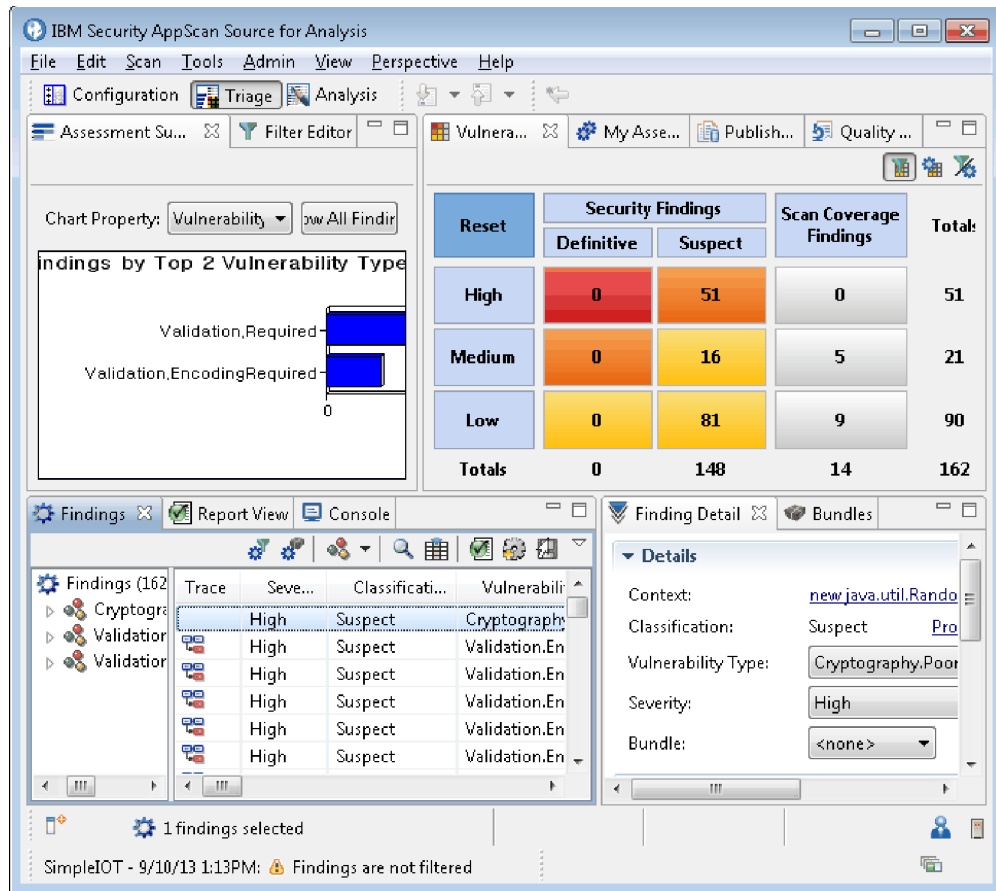 IBM Security AppScan Source for Analysis
File Edit Scan Tools Admin View Perspective Help
Configuration Triage Analysis
Assessment Su... Filter Editor
Chart Property: Vulnerability ow All Findin
indings by Top 2 Vulnerability Type
Validation,Required
Validation,EncodingRequired
0
Vulnera... My Asse... Publish... Quality ...
Reset Security Findings Scan Coverage Findings Totals
Definitive Suspect
High 0 51 0 51
Medium 0 16 5 21
Low 0 81 9 90
Totals 0 148 14 162
Findings Report View Console
Findings (162
Cryptogra
Validation
Validation
Trace Seve... Classificati... Vulnerabili
High Suspect Cryptography
High Suspect Validation.En
High Suspect Validation.En
High Suspect Validation.En
High Suspect Validation.En
High Suspect Validation.En
Finding Detail Bundles
Details
Context: new java.util.Rando
Classification: Suspect Pro
Vulnerability Type: Cryptography.Poor
Severity: High
Bundle: <none>
1 findings selected
SimpleIOT - 9/10/13 1:13PM: Findings are not filtered